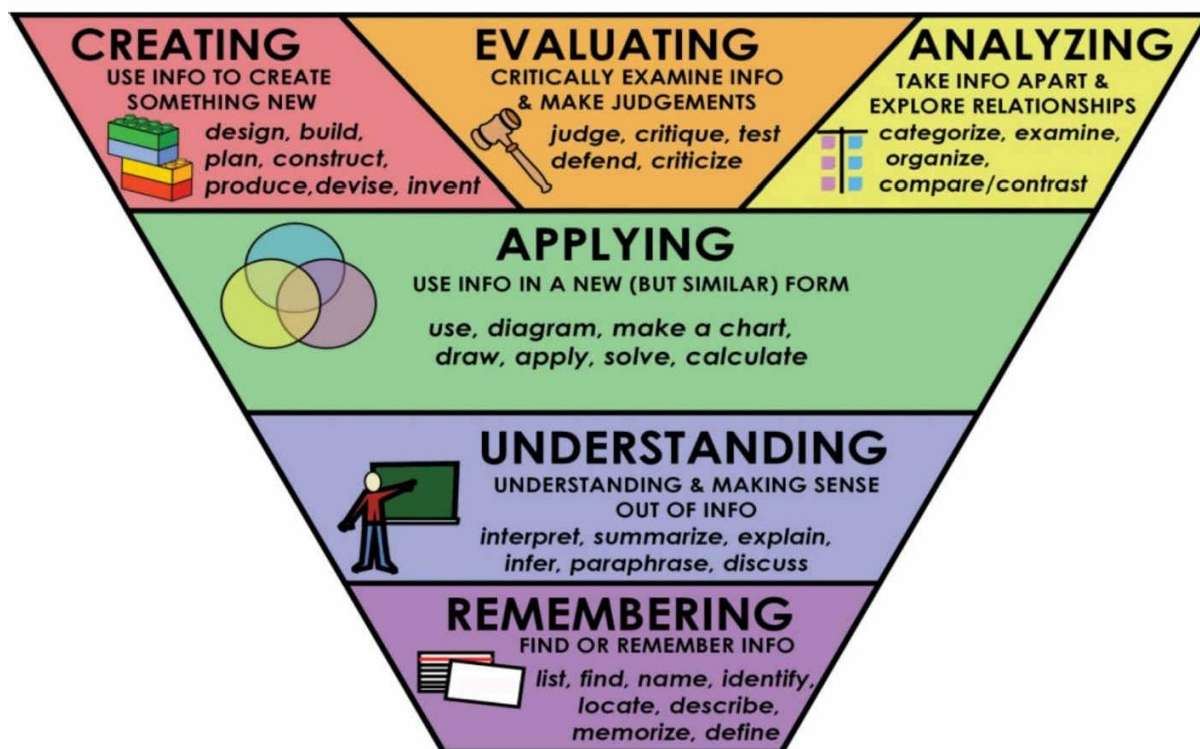 CREATING
USE INFO TO CREATE
SOMETHING NEW
design, build,
plan, construct,
produce,devise, invent
EVALUATING
CRITICALLY EXAMINE INFO
& MAKE JUDGEMENTS
judge, critique, test
defend, criticize
ANALYZING
TAKE INFO APART &
EXPLORE RELATIONSHIPS
categorize, examine,
organize,
compare/contrast
APPLYING
USE INFO IN A NEW (BUT SIMILAR) FORM
use, diagram, make a chart,
draw, apply, solve, calculate
UNDERSTANDING
UNDERSTANDING & MAKING SENSE
OUT OF INFO
interpret, summarize, explain,
infer, paraphrase, discuss
REMEMBERING
FIND OR REMEMBER INFO
list, find, name, identify,
locate, describe,
memorize, define